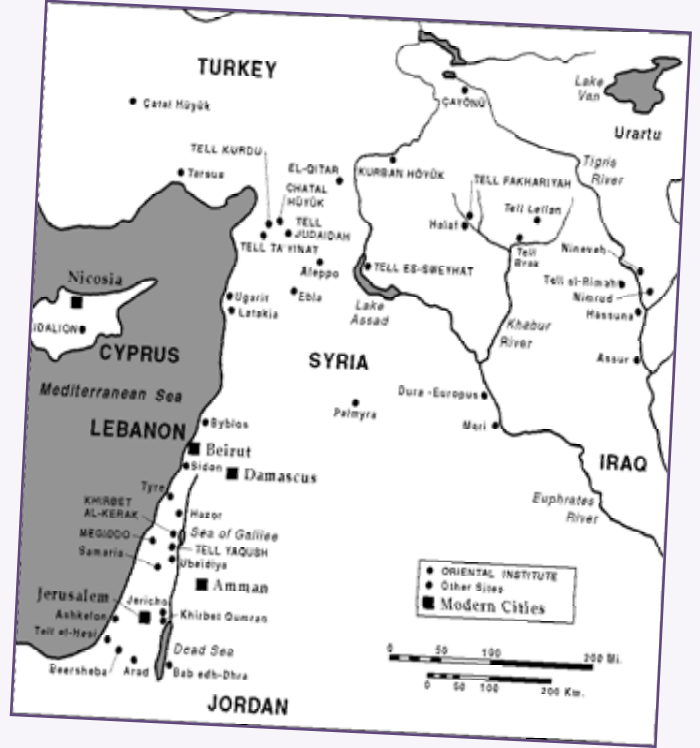 TURKEY
Lake
Van
Çatal Hüyük
ÇAYÖNÜ
Urartu
TELL KURDU
Tigris
River
EL-QITAR
Tarsus
KURBAN HÖYÜK
TELL FAKHARIYAH
CHATAL
HÜYÜK
Tell Leilan
TELL
JUDAIDAH
Halaf
TELL TA'YINAT
Tell
Brak
Nineveh
Aleppo
TELL ES-SWEYHAT
Nicosia
Tell al-Rimah
Nimrud
Ugarit
Ebla
Lake
Assad
Latakia
Hassuna
IDALION
Khabur
River
CYPRUS
SYRIA
Assur
Mediterranean Sea
Dura-Europus
Palmyra
Byblos
Mari
LEBANON
Beirut
Sidon
Damascus
IRAQ
Tyre
KHIRBET
AL-KERAK
Hazor
Euphrates
River
MEGIDDO
Sea of Galilee
Samaria
TELL YAQUSH
Ubeidiya
Amman
ORIENTAL INSTITUTE
Other Sites
Modern Cities
Jerusalem
Jericho
Ashkelon
Khirbet Qumran
Tell el-Hesi
Dead Sea
0 50 100 200 Mi.
Beersheba
Arad
Bab edh-Dhra
0 50 100 200 Km.
JORDAN